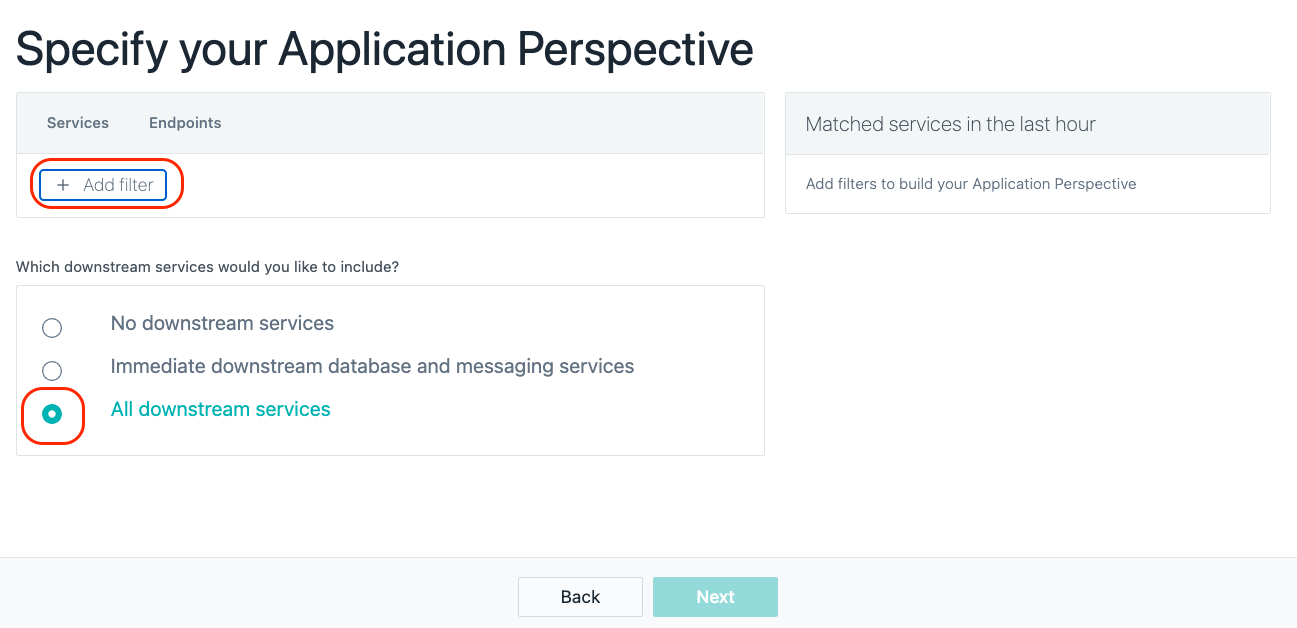 Specify your Application Perspective
Services
Endpoints
+ Add filter
Matched services in the last hour
Add filters to build your Application Perspective
Which downstream services would you like to include?
No downstream services
Immediate downstream database and messaging services
All downstream services
Back
Next